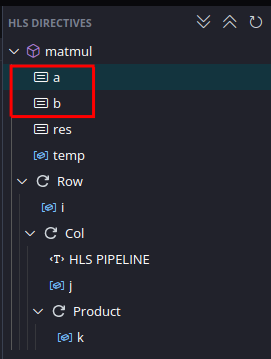 HLS DIRECTIVES
matmul
a
b
res
temp
Row
i
Col
HLS PIPELINE
j
Product
k